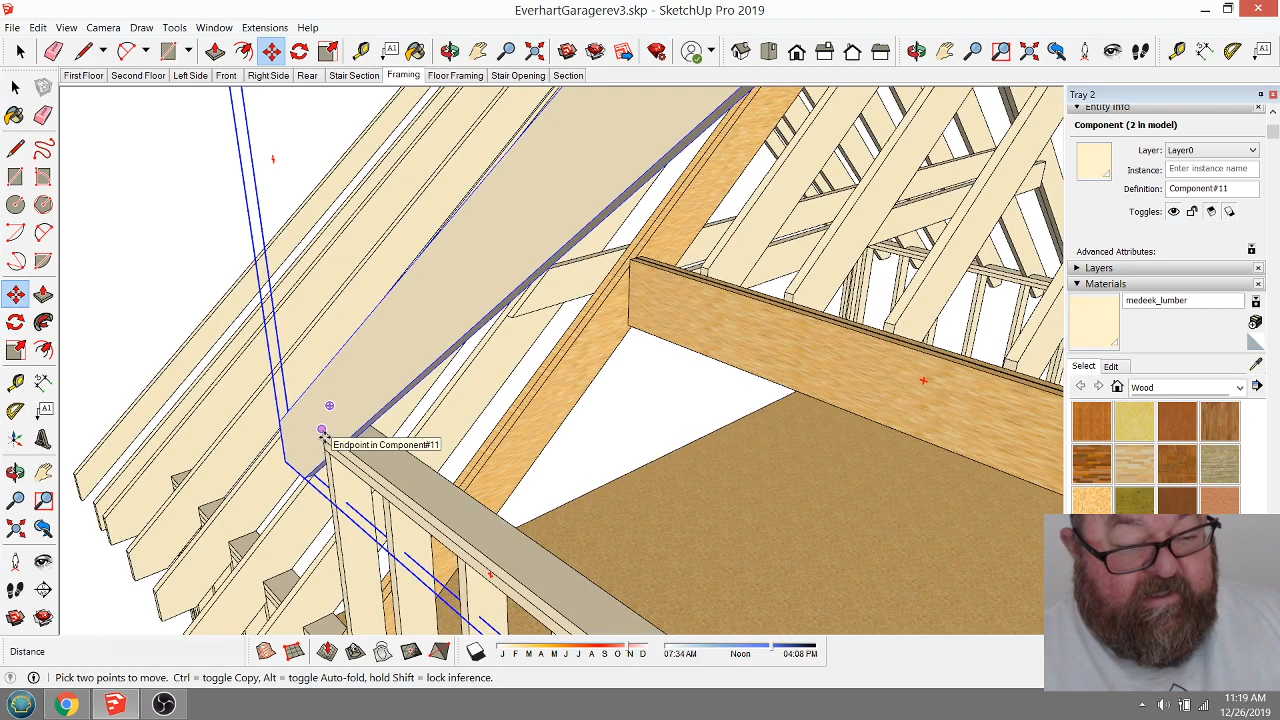 EverhartGaragerev3.skp - SketchUp Pro 2019
File Edit View Camera Draw Tools Window Extensions Help
First Floor Second Floor Left Side Front Right Side Rear Stair Section Framing Floor Framing Stair Opening Section
Tray 2
Entity Info
Component (2 in model)
Layer: Layer0
Instance: Enter instance name
Definition: Component#11
Toggles:
Advanced Attributes:
Layers
Materials
medeek_lumber
Select Edit
Wood
Endpoint in Component#11
Distance
J F M A M J J A S O N D
07:34 AM Noon 04:08 PM
Pick two points to move. Ctrl = toggle Copy, Alt = toggle Auto-fold, hold Shift = lock inference.
11:19 AM
12/26/2019